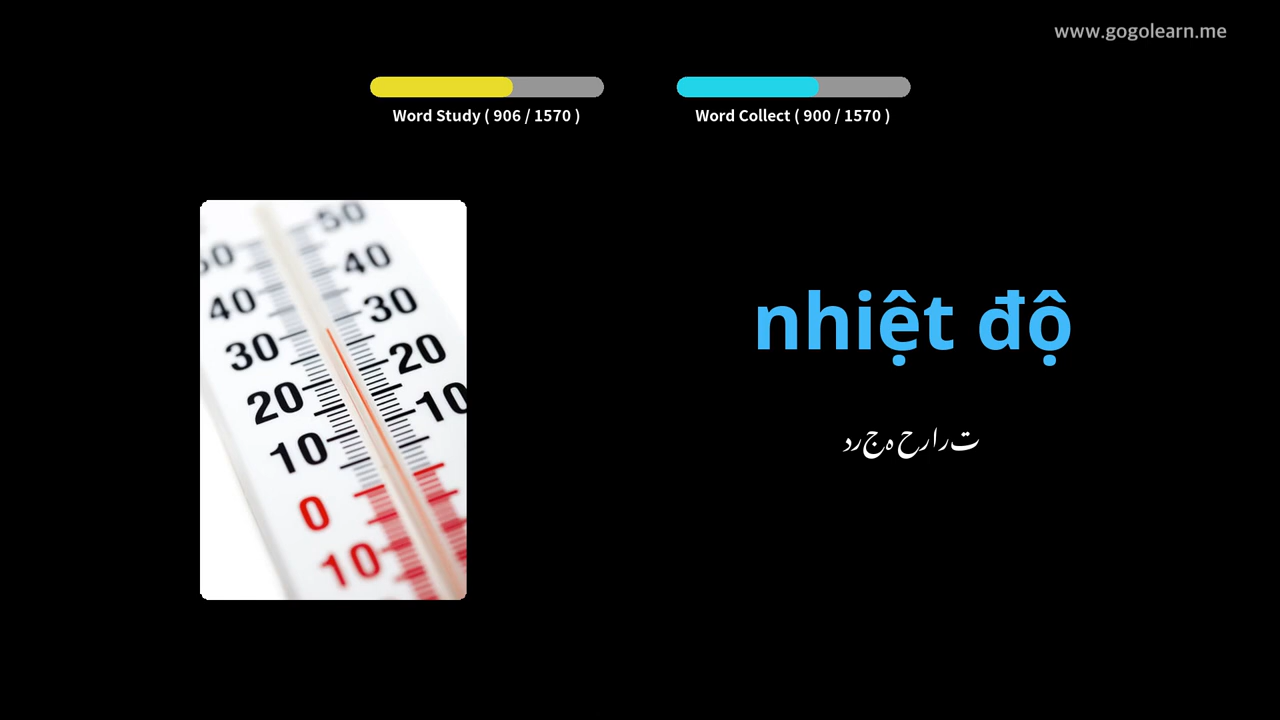 www.gogolearn.me
Word Study ( 906 / 1570 )
Word Collect ( 900 / 1570 )
50
50
40
40
30
30
20
20
10
10
0
10
nhiệt độ
درجہ حرارت